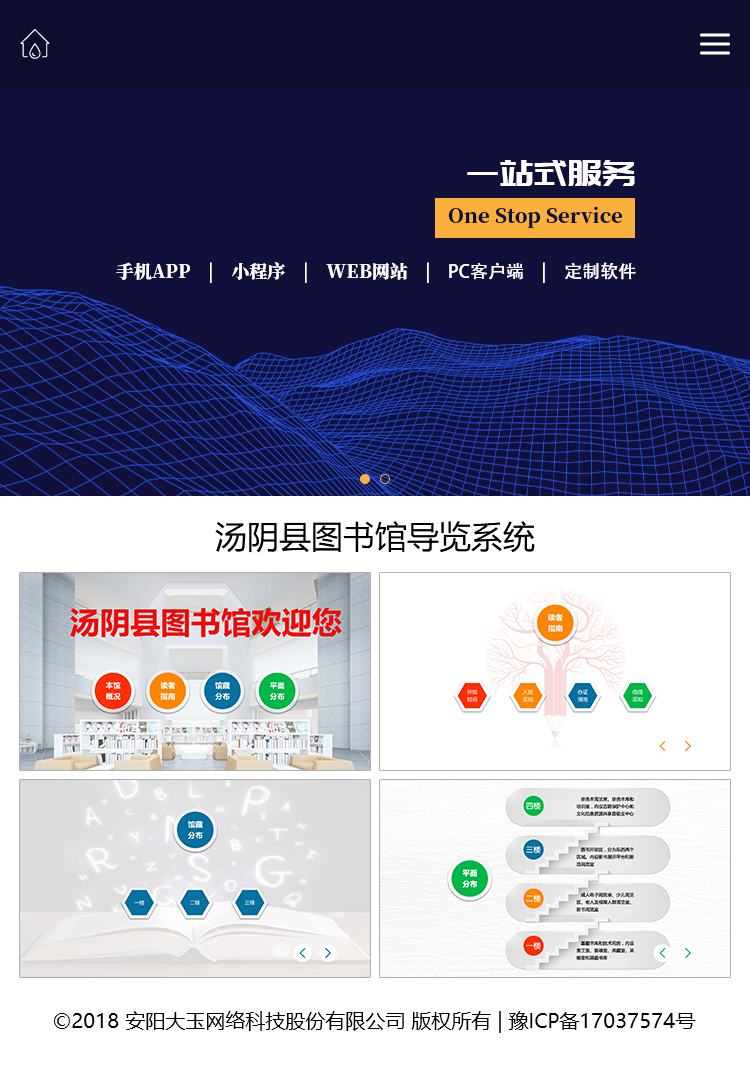 一站式服务
One Stop Service
手机APP | 小程序 | WEB网站 | PC客户端 | 定制软件
汤阴县图书馆导览系统
汤阴县图书馆欢迎您
本馆
概况
读者
指南
馆藏
分布
平面
分布
读者
指南
开馆
时间
入馆
须知
办证
指南
借阅
须知
馆藏
分布
一楼
二楼
三楼
A
D
B
L
P
R
S
N
G
平面
分布
四楼
三楼
二楼
一楼
©2018 安阳大玉网络科技股份有限公司 版权所有 | 豫ICP备17037574号